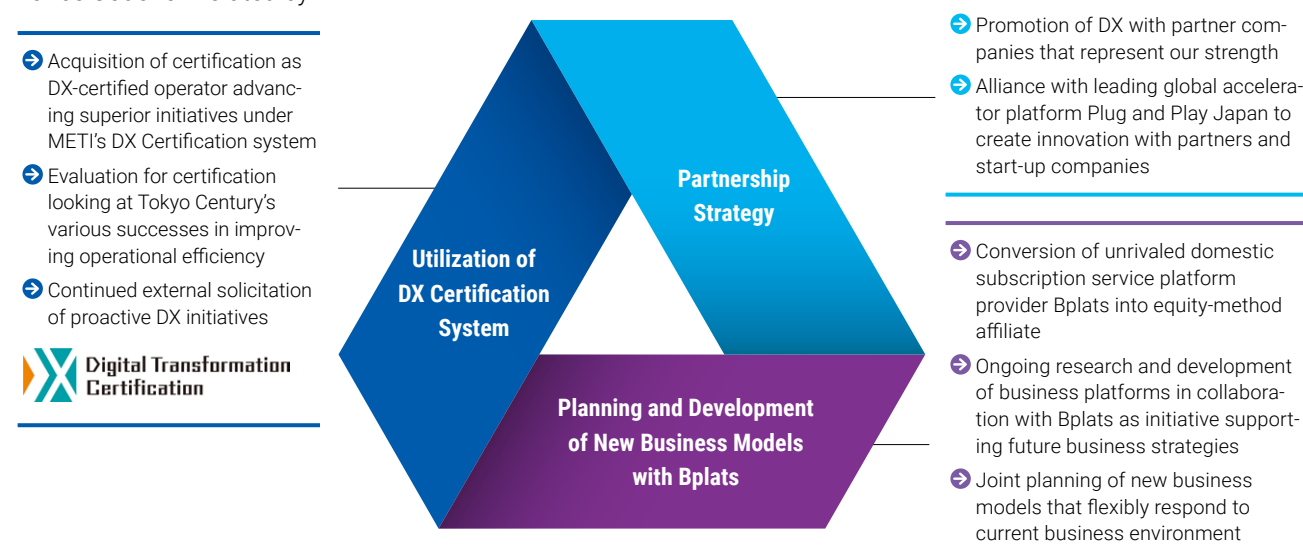 Acquisition of certification as
DX-certified operator advanc-
ing superior initiatives under
METI's DX Certification system
Evaluation for certification
looking at Tokyo Century's
various successes in improv-
ing operational efficiency
Continued external solicitation
of proactive DX initiatives
Digital Transformation
Certification
Utilization of
DX Certification
System
Partnership
Strategy
Planning and Development
of New Business Models
with Bplats
Promotion of DX with partner com-
panies that represent our strength
Alliance with leading global accelera-
tor platform Plug and Play Japan to
create innovation with partners and
start-up companies
Conversion of unrivaled domestic
subscription service platform
provider Bplats into equity-method
affiliate
Ongoing research and development
of business platforms in collabora-
tion with Bplats as initiative support-
ing future business strategies
Joint planning of new business
models that flexibly respond to
current business environment